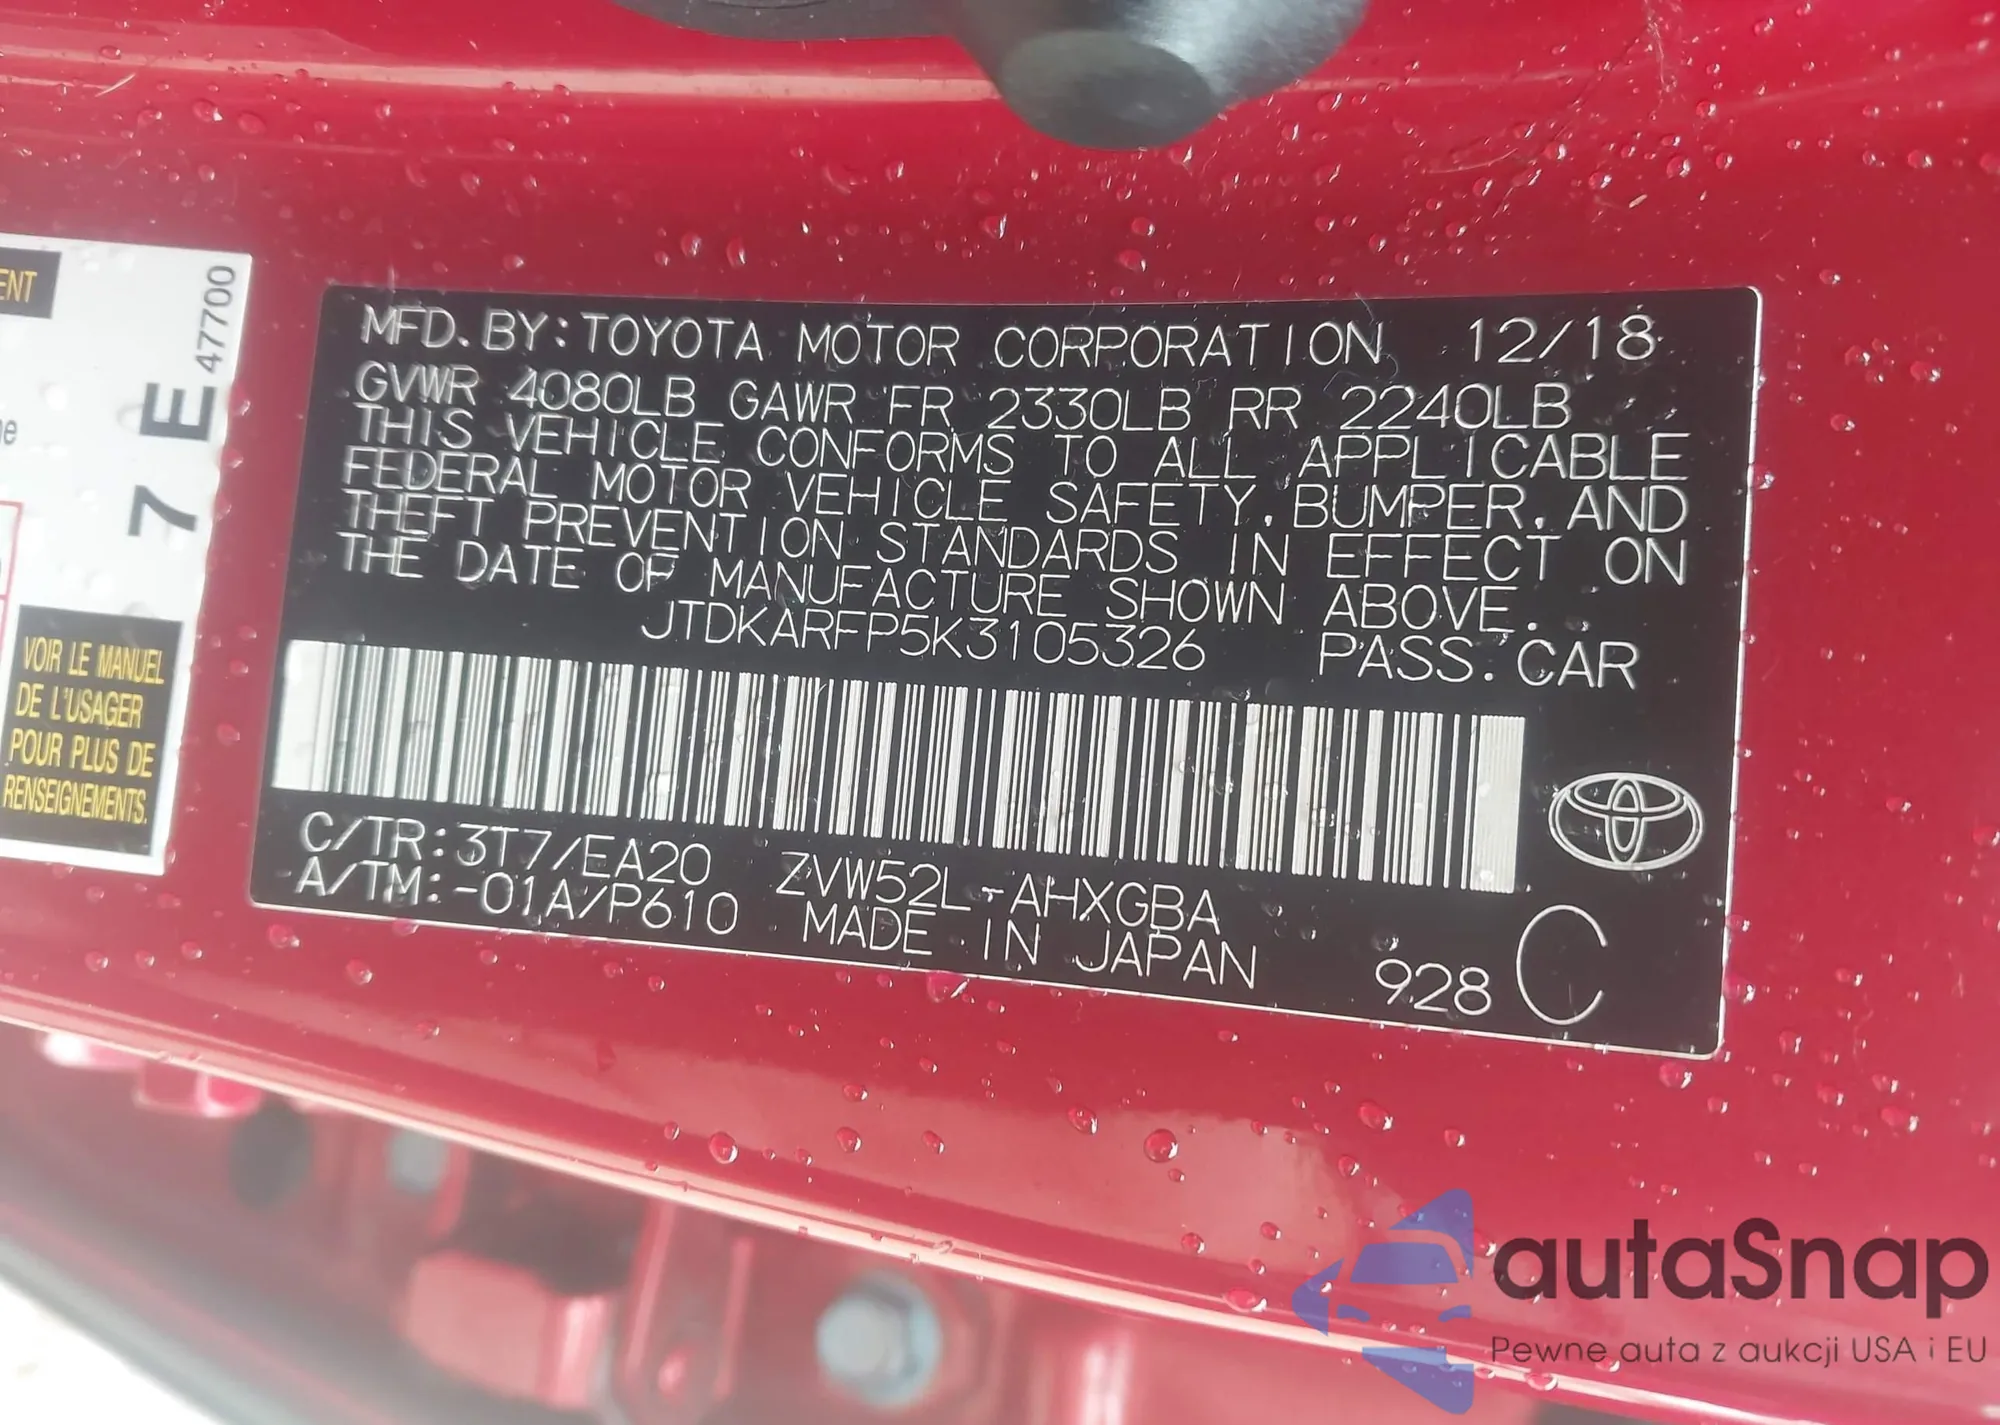 ENT
47700
7 E
VOIR LE MANUEL
DE L'USAGER
POUR PLUS DE
RENSEIGNEMENTS.
MFD. BY: TOYOTA MOTOR CORPORATION 12/18
GVWR 4080LB GAWR FR 2330LB RR 2240LB
THIS VEHICLE CONFORMS TO ALL APPLICABLE
FEDERAL MOTOR VEHICLE SAFETY, BUMPER, AND
THEFT PREVENTION STANDARDS IN EFFECT ON
THE DATE OF MANUFACTURE SHOWN ABOVE.
JTDKARFP5K3105326 PASS. CAR
C/TR: 3T7/EA20 ZVW52L-AHXGBA
A/TM: -01A/P610 MADE IN JAPAN 928 C
autaSnap
Pewne auta z aukcji USA i EU